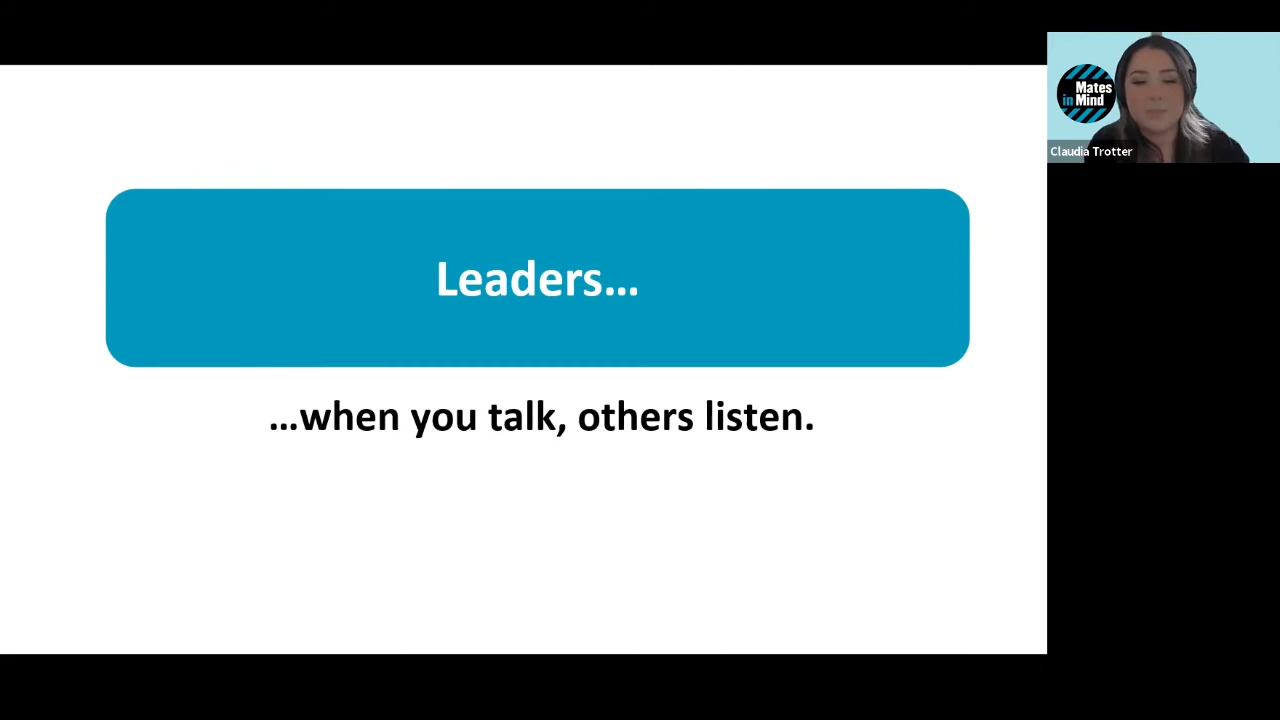 Leaders...
...when you talk, others listen.
Mates
in Mind
Claudia Trotter